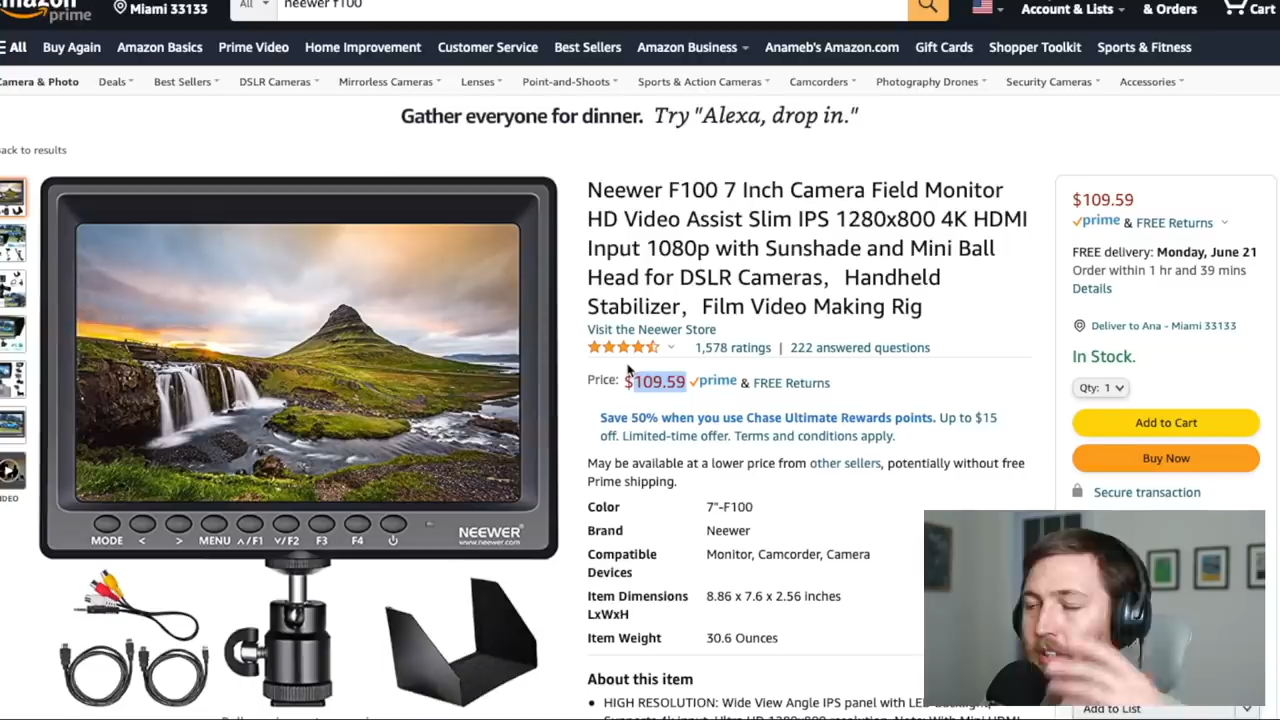 amazon prime
Miami 33133
All
neewer f100
Account & Lists
& Orders
Cart
All
Buy Again
Amazon Basics
Prime Video
Home Improvement
Customer Service
Best Sellers
Amazon Business
Anameb's Amazon.com
Gift Cards
Shopper Toolkit
Sports & Fitness
Camera & Photo
Deals
Best Sellers
DSLR Cameras
Mirrorless Cameras
Lenses
Point-and-Shoots
Sports & Action Cameras
Camcorders
Photography Drones
Security Cameras
Accessories
Gather everyone for dinner. Try "Alexa, drop in."
ack to results
IDEO
MODE < > MENU ∧/F1 ∨/F2 F3 F4
NEEWER®
www.neewer.com
Neewer F100 7 Inch Camera Field Monitor
HD Video Assist Slim IPS 1280x800 4K HDMI
Input 1080p with Sunshade and Mini Ball
Head for DSLR Cameras， Handheld
Stabilizer， Film Video Making Rig
Visit the Neewer Store
1,578 ratings | 222 answered questions
Price: $109.59 prime & FREE Returns
Save 50% when you use Chase Ultimate Rewards points. Up to $15
off. Limited-time offer. Terms and conditions apply.
May be available at a lower price from other sellers, potentially without free
Prime shipping.
Color 7"-F100
Brand Neewer
Compatible Monitor, Camcorder, Camera
Devices
Item Dimensions 8.86 x 7.6 x 2.56 inches
LxWxH
Item Weight 30.6 Ounces
About this item
HIGH RESOLUTION: Wide View Angle IPS panel with LED
$109.59
prime & FREE Returns
FREE delivery: Monday, June 21
Order within 1 hr and 39 mins
Details
Deliver to Ana - Miami 33133
In Stock.
Qty: 1
Add to Cart
Buy Now
Secure transaction
Add to List